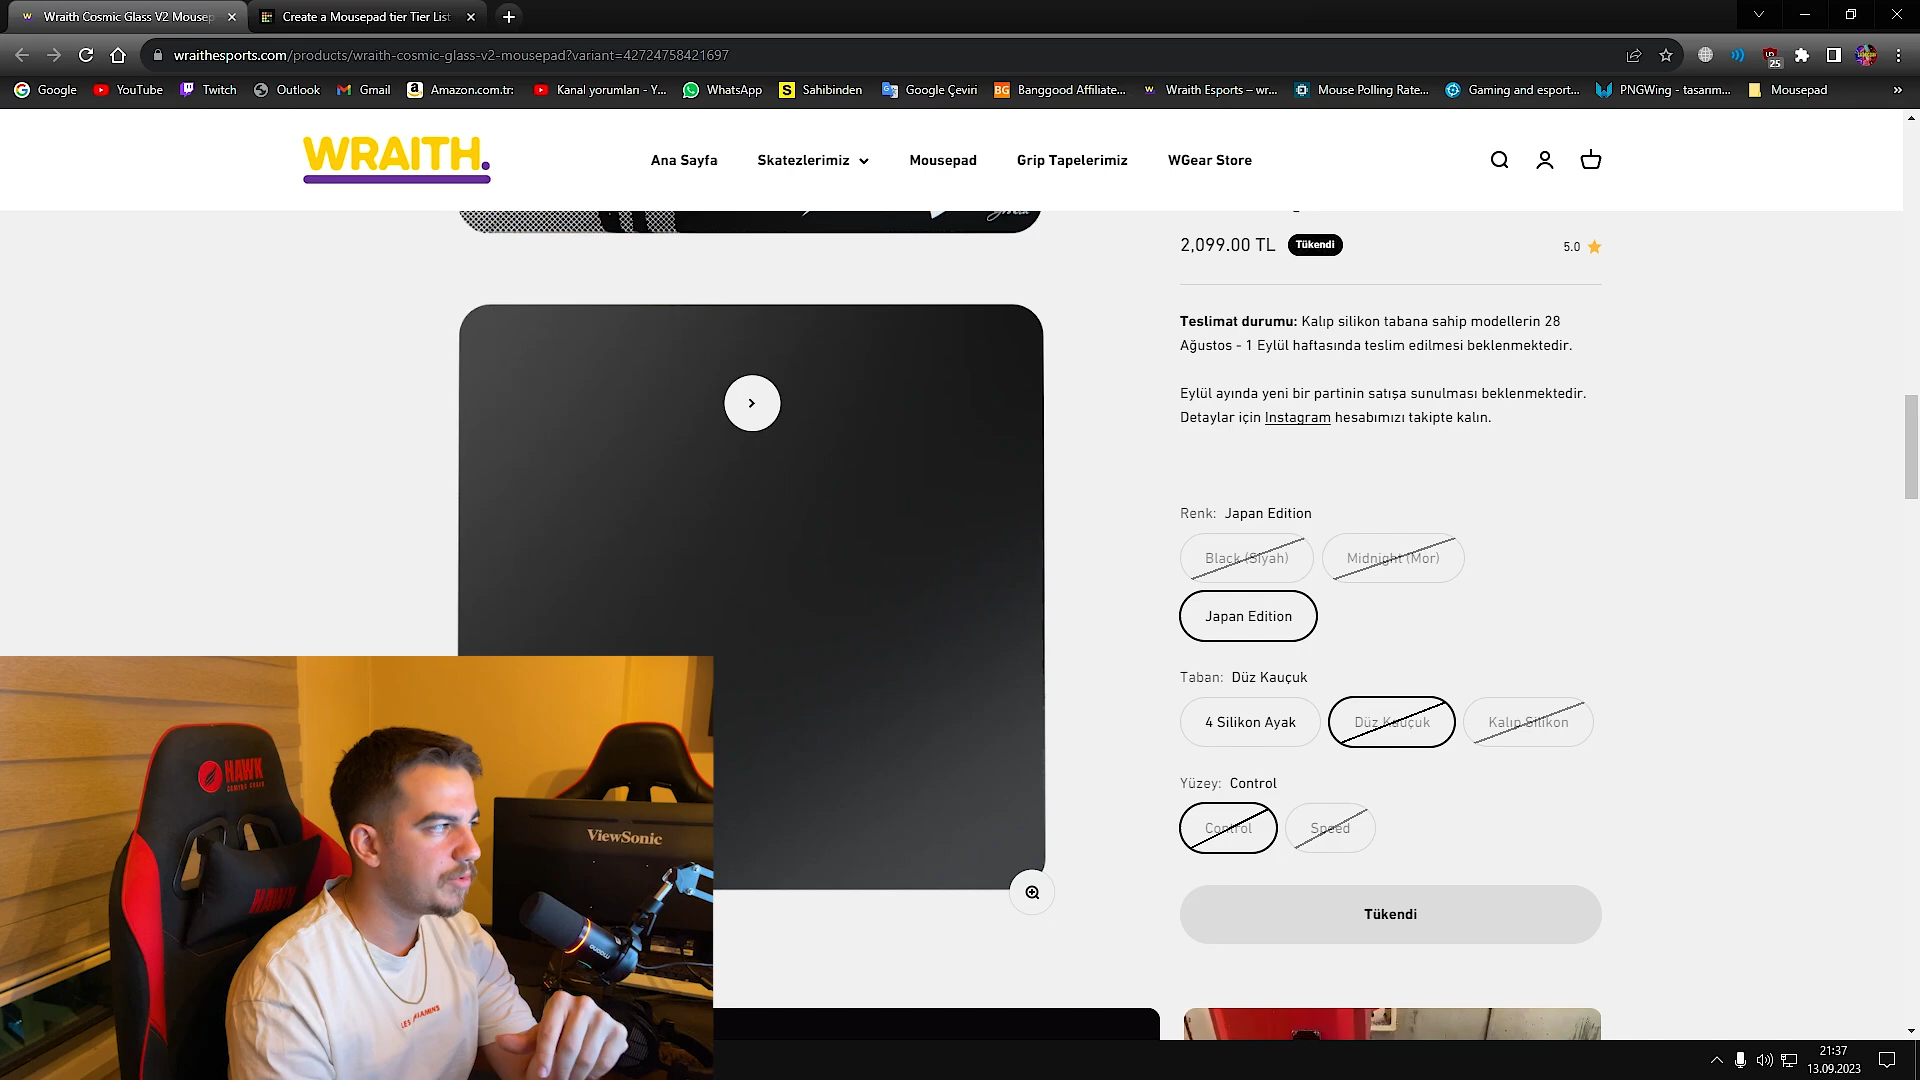 Wraith Cosmic Glass V2 Mousep
Create a Mousepad tier Tier List
wraithesports.com/products/wraith-cosmic-glass-v2-mousepad?variant=42724758421697
25
Google
YouTube
Twitch
Outlook
Gmail
Amazon.com.tr:
Kanal yorumları - Y...
WhatsApp
Sahibinden
Google Çeviri
Banggood Affiliate...
Wraith Esports – wr...
Mouse Polling Rate...
Gaming and esport...
PNGWing - tasarım...
Mousepad
»
WRAITH.
Ana Sayfa
Skatezlerimiz
Mousepad
Grip Tapelerimiz
WGear Store
2,099.00 TL
Tükendi
5.0
Teslimat durumu: Kalıp silikon tabana sahip modellerin 28
Ağustos - 1 Eylül haftasında teslim edilmesi beklenmektedir.
Eylül ayında yeni bir partinin satışa sunulması beklenmektedir.
Detaylar için Instagram hesabımızı takipte kalın.
Renk: Japan Edition
Black (Siyah)
Midnight (Mor)
Japan Edition
Taban: Düz Kauçuk
4 Silikon Ayak
Düz Kauçuk
Kalıp Silikon
Yüzey: Control
Control
Speed
Tükendi
HAWK
GAMING CHAIR
HAWK
ViewSonic
maono
21:37
13.09.2023